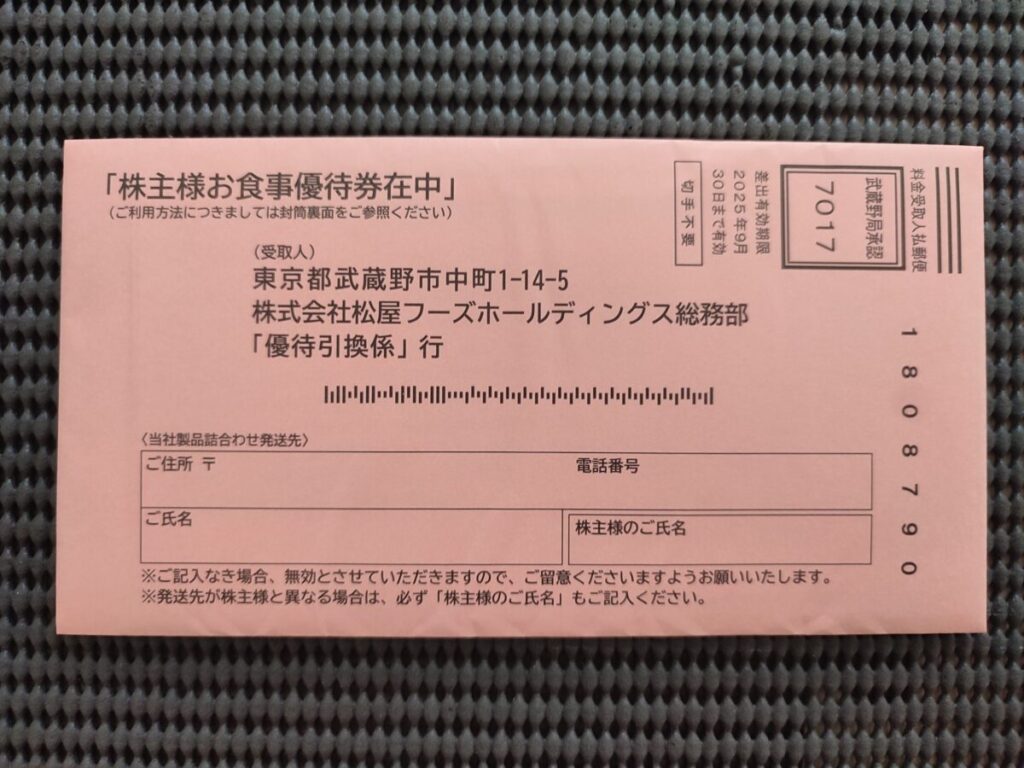 「株主様お食事優待券在中」
（ご利用方法につきましては封筒裏面をご参照ください）
（受取人）
東京都武蔵野市中町1-14-5
株式会社松屋フーズホールディングス総務部
「優待引換係」行
料金受取人払郵便
武蔵野局承認
7017
差出有効期限
2025年9月
30日まで有効
切手不要
1808790
〈当社製品詰合わせ発送先〉
ご住所 〒
電話番号
ご氏名
株主様のご氏名
※ご記入なき場合、無効とさせていただきますので、ご留意くださいますようお願いいたします。
※発送先が株主様と異なる場合は、必ず「株主様のご氏名」もご記入ください。